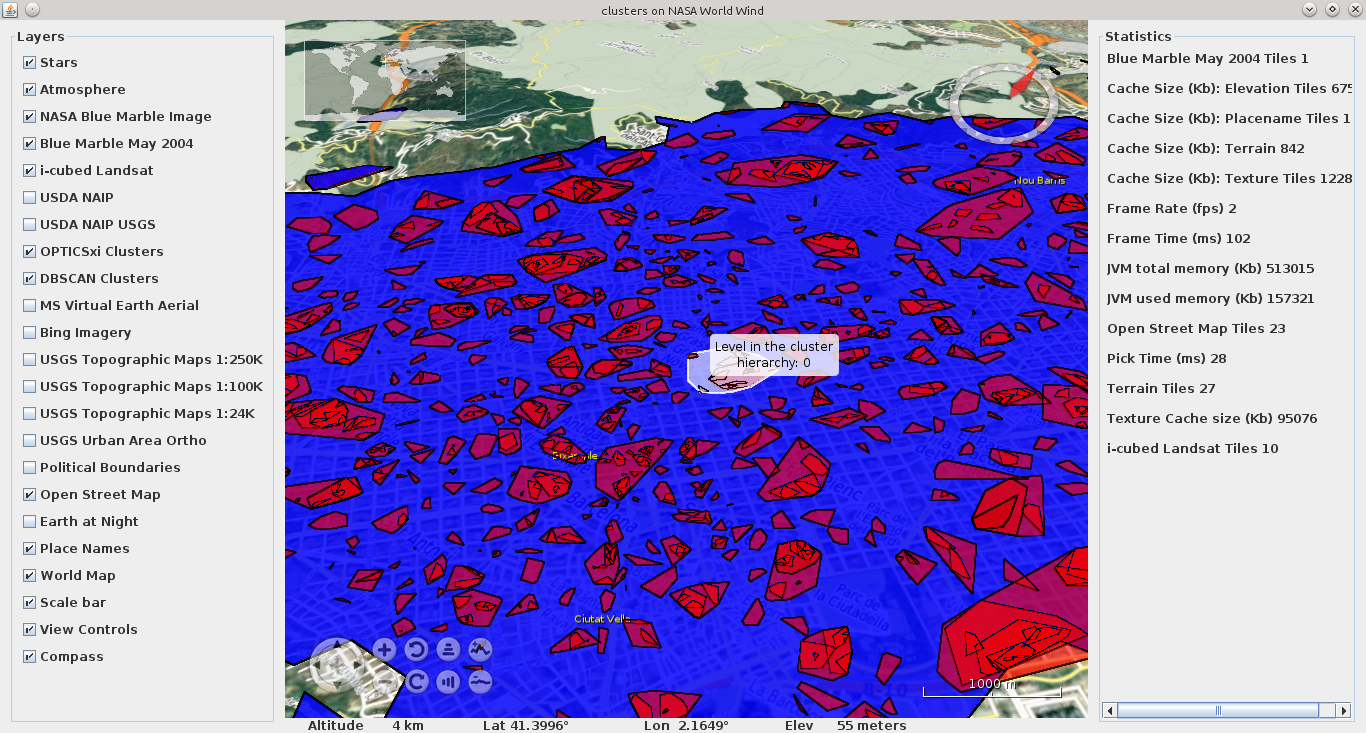 clusters on NASA World Wind
Layers
Stars
Atmosphere
NASA Blue Marble Image
Blue Marble May 2004
i-cubed Landsat
USDA NAIP
USDA NAIP USGS
OPTICSxi Clusters
DBSCAN Clusters
MS Virtual Earth Aerial
Bing Imagery
USGS Topographic Maps 1:250K
USGS Topographic Maps 1:100K
USGS Topographic Maps 1:24K
USGS Urban Area Ortho
Political Boundaries
Open Street Map
Earth at Night
Place Names
World Map
Scale bar
View Controls
Compass
Nou Barris
Level in the cluster
hierarchy: 0
Barcelona
Parc de
la Ciutadella
Ciutat Vella
1000 m
Altitude 4 km Lat 41.3996° Lon 2.1649° Elev 55 meters
Statistics
Blue Marble May 2004 Tiles 1
Cache Size (Kb): Elevation Tiles 675
Cache Size (Kb): Placename Tiles 1
Cache Size (Kb): Terrain 842
Cache Size (Kb): Texture Tiles 1228
Frame Rate (fps) 2
Frame Time (ms) 102
JVM total memory (Kb) 513015
JVM used memory (Kb) 157321
Open Street Map Tiles 23
Pick Time (ms) 28
Terrain Tiles 27
Texture Cache size (Kb) 95076
i-cubed Landsat Tiles 10